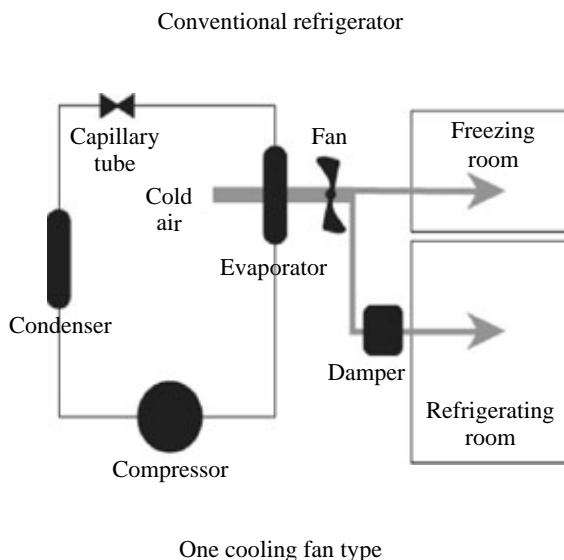 Conventional refrigerator
Capillary
tube
Fan
Freezing
room
Cold
air
Evaporator
Condenser
Damper
Refrigerating
room
Compressor
One cooling fan type